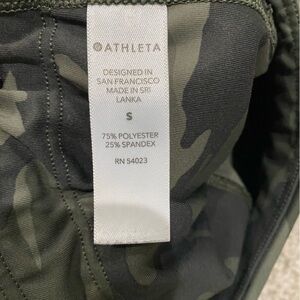 ATHLETA
DESIGNED IN
SAN FRANCISCO
MADE IN SRI
LANKA
S
75% POLYESTER
25% SPANDEX
RN 54023